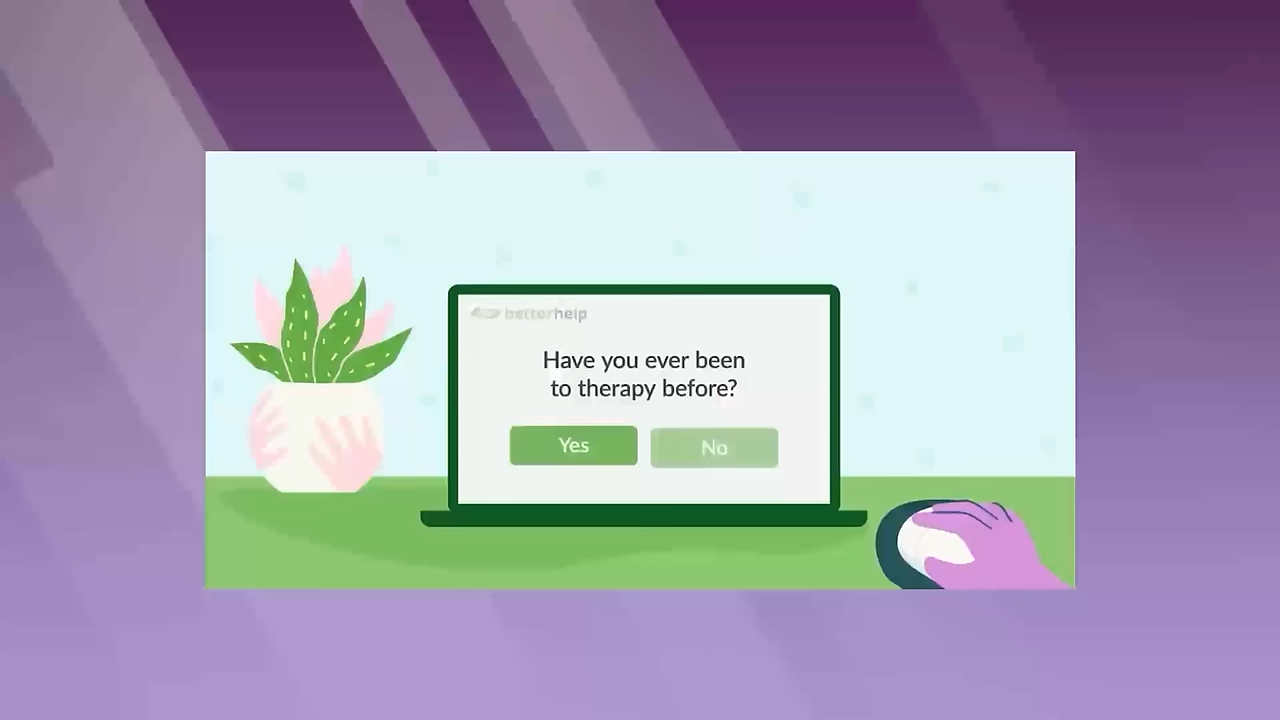 betterhelp
Have you ever been
to therapy before?
Yes
No